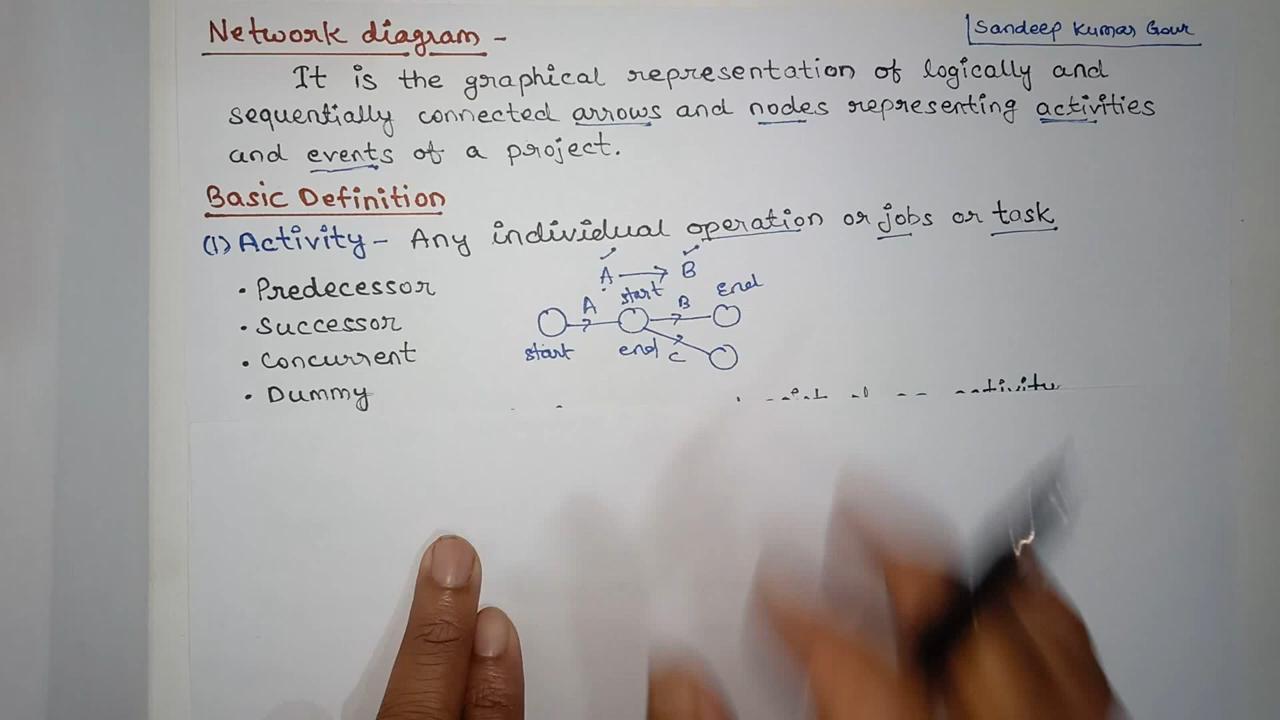 Network diagram -
Sandeep Kumar Gour
It is the graphical representation of logically and
sequentially connected arrows and nodes representing activities
and events of a project.
Basic Definition
(1) Activity - Any individual operation or jobs or task
A → B
• Predecessor
start
End
A
B
• Successor
start
end
C
• Concurrent
• Dummy